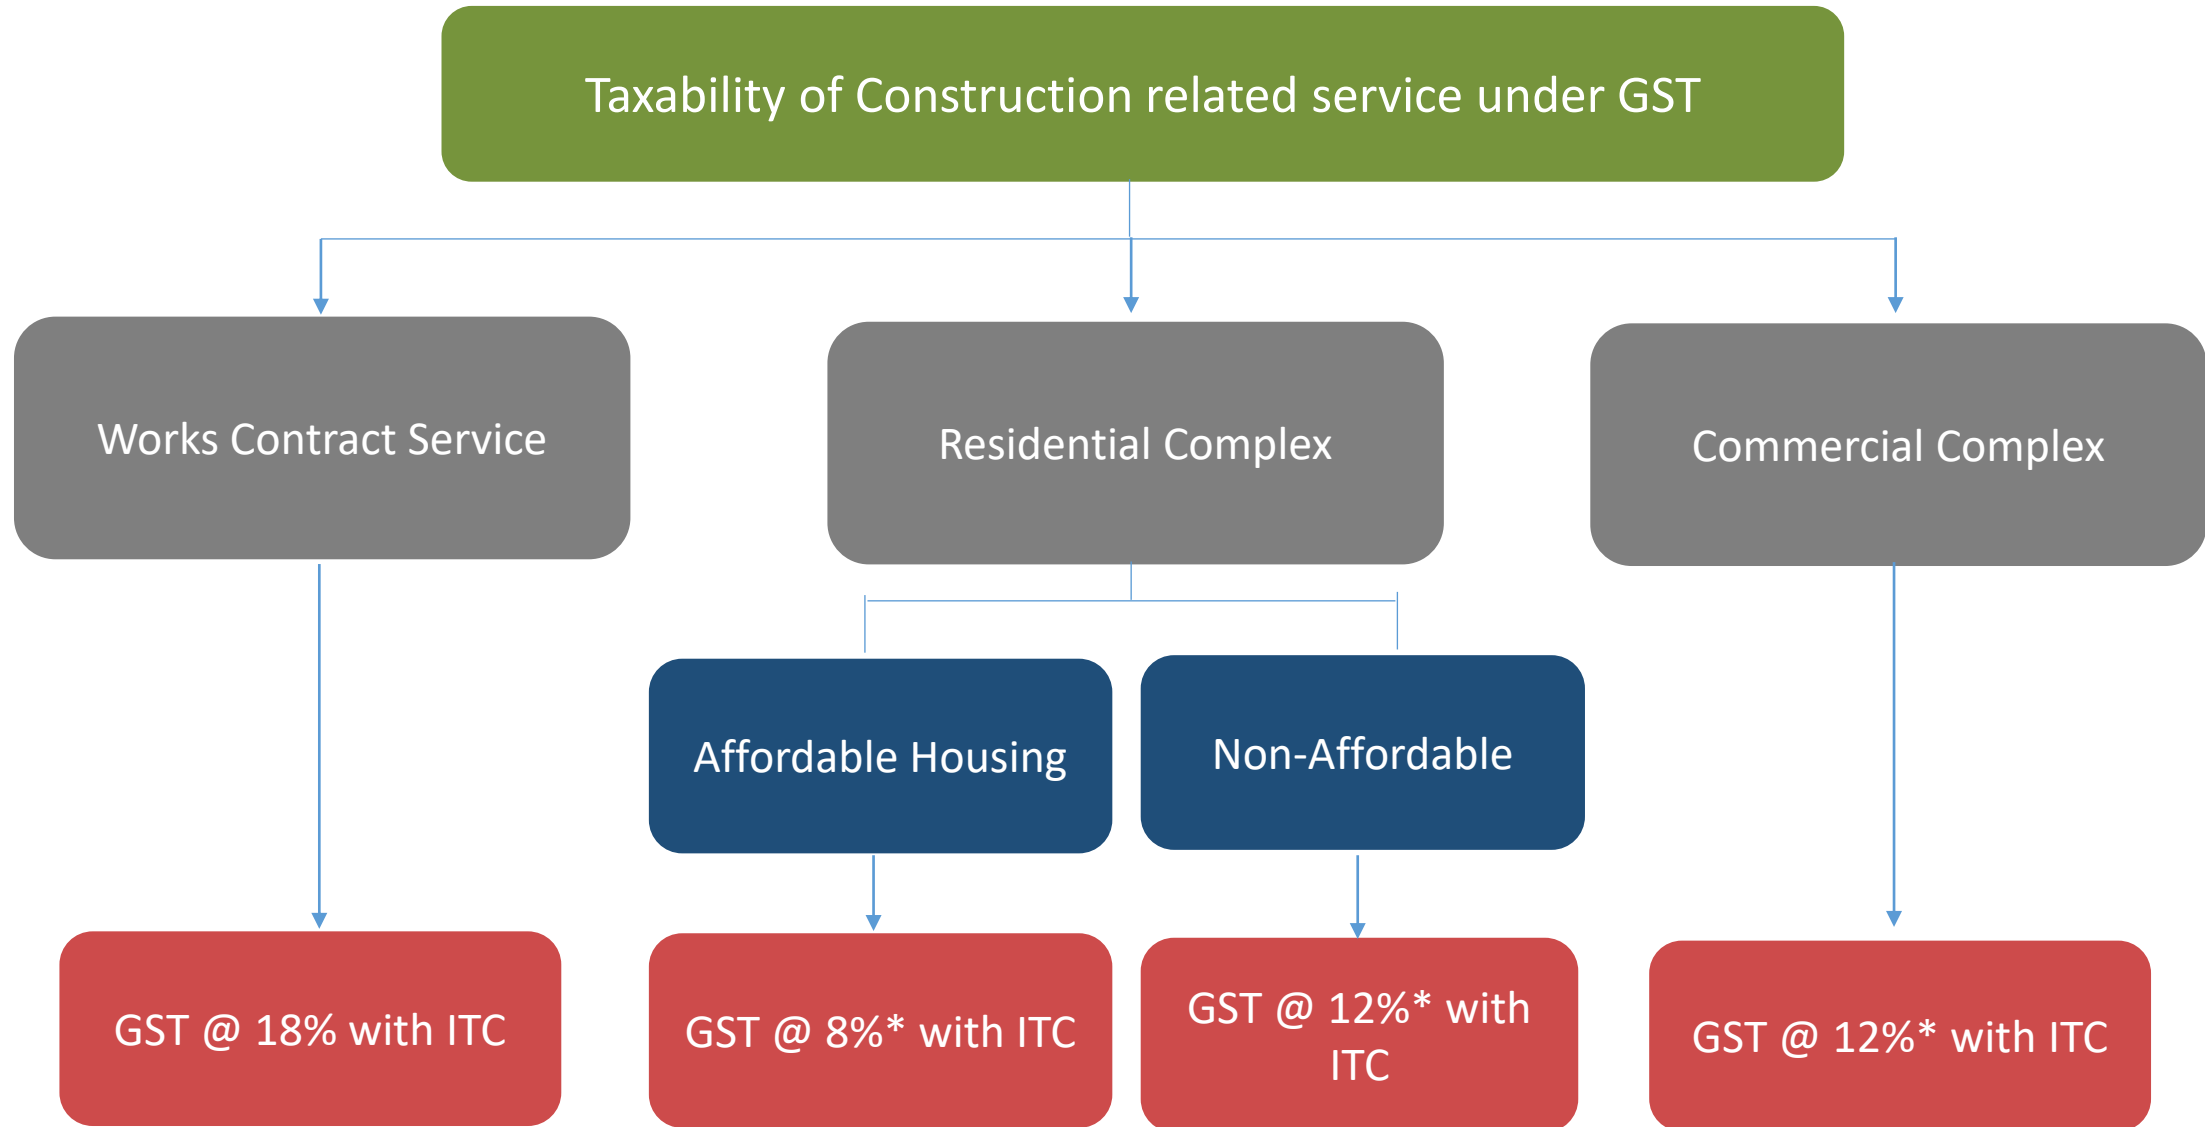 Taxability of Construction related service under GST
Works Contract Service
Residential Complex
Commercial Complex
Affordable Housing
Non-Affordable
GST @ 18% with ITC
GST @ 8%* with ITC
GST @ 12%* with
ITC
GST @ 12%* with ITC